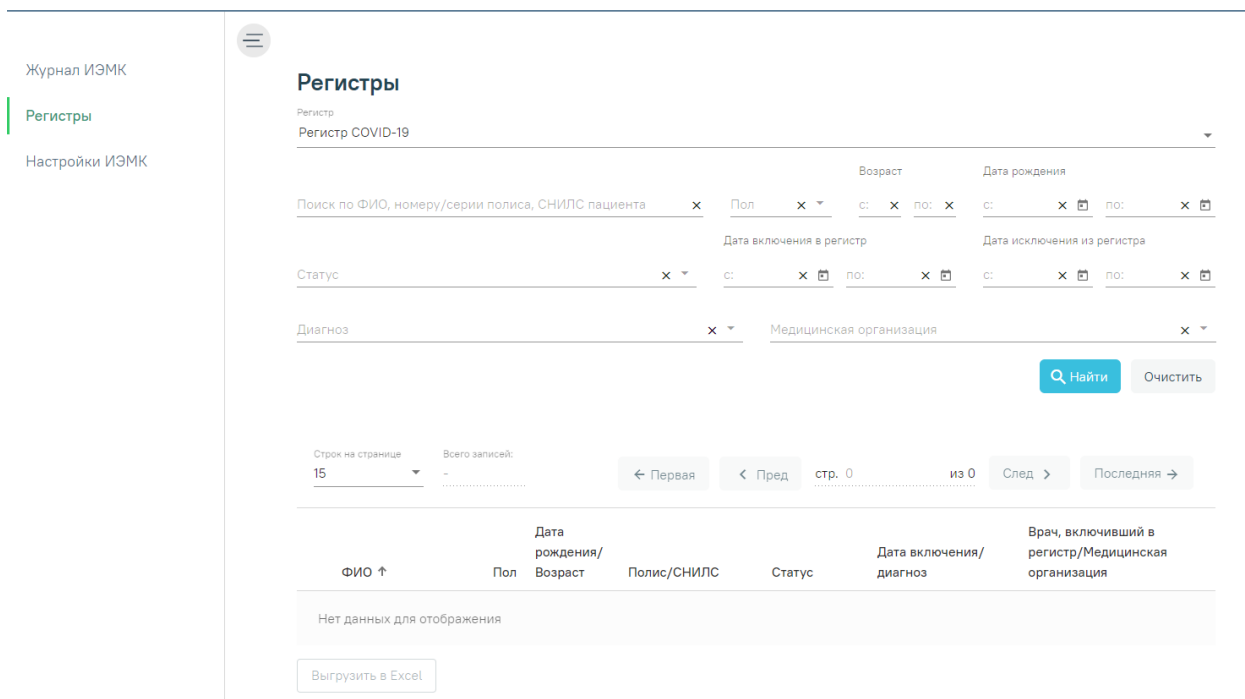 Журнал ИЭМК
Регистры
Настройки ИЭМК
Регистры
Регистр
Регистр COVID-19
Возраст
Дата рождения
Поиск по ФИО, номеру/серии полиса, СНИЛС пациента
Пол
с:
по:
с:
по:
Дата включения в регистр
Дата исключения из регистра
Статус
с:
по:
с:
по:
Диагноз
Медицинская организация
Найти
Очистить
Строк на странице
Всего записей:
15
-
Первая
Пред
стр. 0
из 0
След
Последняя
ФИО
Пол
Дата
рождения/
Возраст
Полис/СНИЛС
Статус
Дата включения/
диагноз
Врач, включивший в
регистр/Медицинская
организация
Нет данных для отображения
Выгрузить в Excel